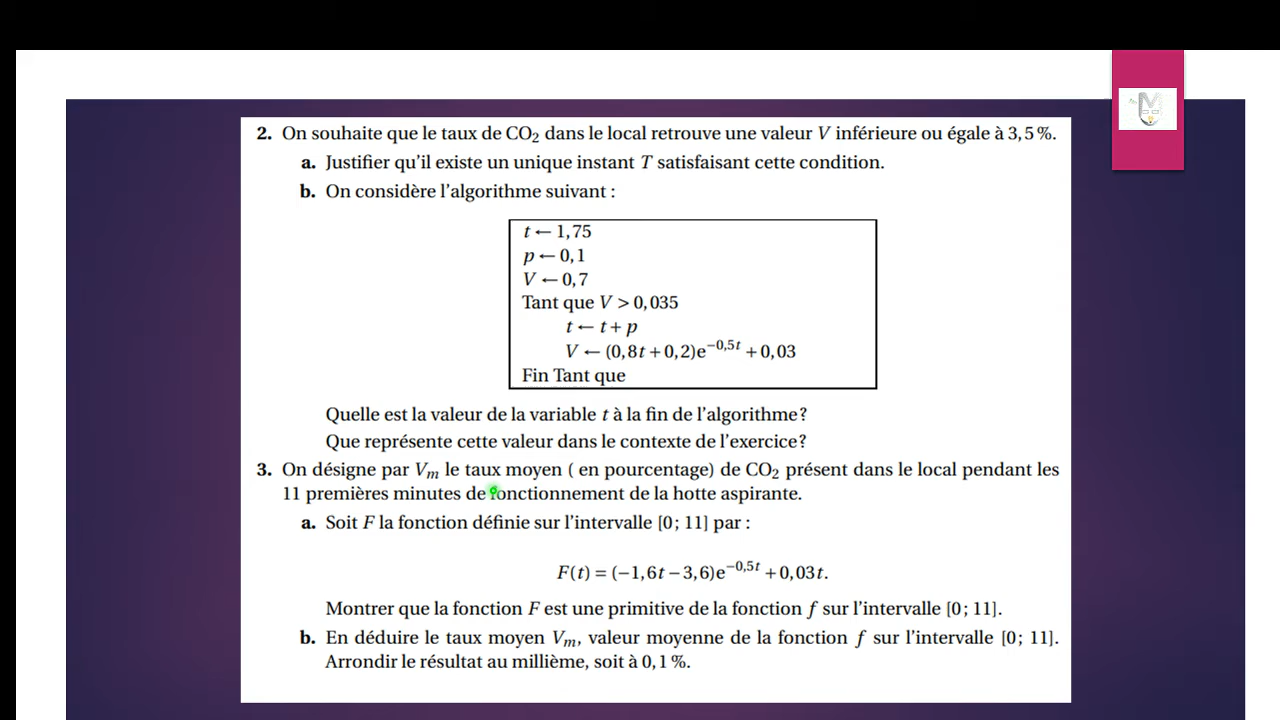 2. On souhaite que le taux de CO₂ dans le local retrouve une valeur V inférieure ou égale à 3,5 %.
a. Justifier qu'il existe un unique instant T satisfaisant cette condition.
b. On considère l'algorithme suivant :
t ← 1,75
p ← 0,1
V ← 0,7
Tant que V > 0,035
t ← t + p
V ← (0,8t + 0,2)e^{−0,5t} + 0,03
Fin Tant que
Quelle est la valeur de la variable t à la fin de l'algorithme ?
Que représente cette valeur dans le contexte de l'exercice ?
3. On désigne par Vₘ le taux moyen ( en pourcentage) de CO₂ présent dans le local pendant les
11 premières minutes de fonctionnement de la hotte aspirante.
a. Soit F la fonction définie sur l'intervalle [0 ; 11] par :
F(t) = (−1,6t − 3,6)e^{−0,5t} + 0,03t.
Montrer que la fonction F est une primitive de la fonction f sur l'intervalle [0 ; 11].
b. En déduire le taux moyen Vₘ, valeur moyenne de la fonction f sur l'intervalle [0 ; 11].
Arrondir le résultat au millième, soit à 0,1 %.